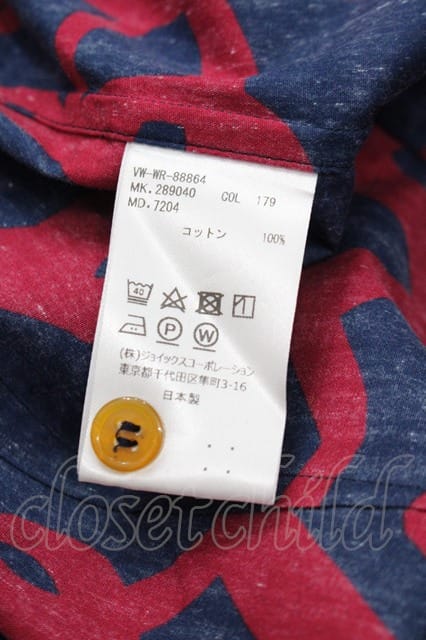 VW-WR-88864
MK.289040 COL 179
MD.7204
コットン 100%
40
P W
(株)ジョイックスコーポレーション
東京都千代田区隼町3-16
日本製
closet child